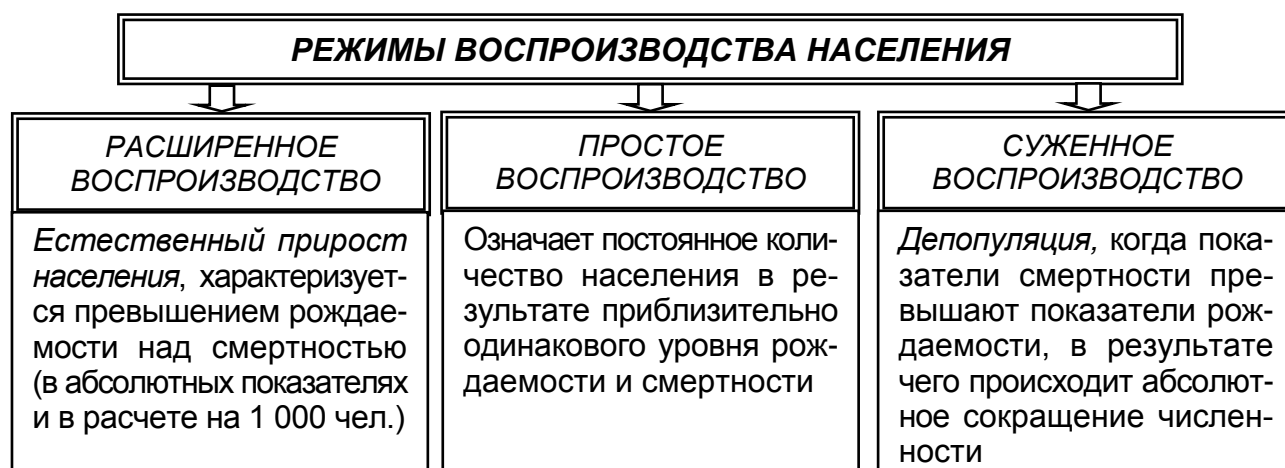 РЕЖИМЫ ВОСПРОИЗВОДСТВА НАСЕЛЕНИЯ
РАСШИРЕННОЕ
ВОСПРОИЗВОДСТВО
Естественный прирост
населения, характеризует-
ся превышением рождае-
мости над смертностью
(в абсолютных показателях
и в расчете на 1 000 чел.)
ПРОСТОЕ
ВОСПРОИЗВОДСТВО
Означает постоянное коли-
чество населения в ре-
зультате приблизительно
одинакового уровня рож-
даемости и смертности
СУЖЕННОЕ
ВОСПРОИЗВОДСТВО
Депопуляция, когда пока-
затели смертности пре-
вышают показатели рож-
даемости, в результате
чего происходит абсолют-
ное сокращение числен-
ности